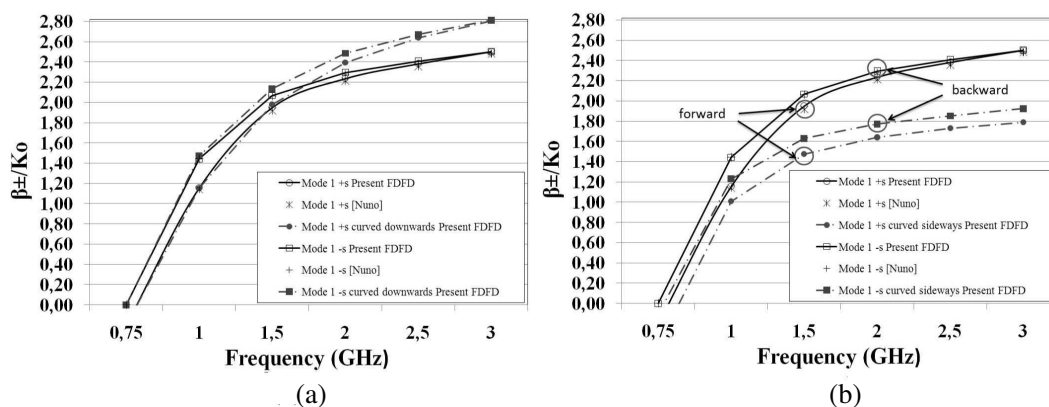 2,80
2,60
2,40
2,20
2,00
1,80
1,60
1,40
1,20
1,00
0,80
0,60
0,40
0,20
0,00
β±/Ko
0,75 1 1,5 2 2,5 3
Frequency (GHz)
Mode 1 +s Present FDFD
Mode 1 +s [Nuno]
Mode 1 +s curved downwards Present FDFD
Mode 1 -s Present FDFD
Mode 1 -s [Nuno]
Mode 1 -s curved downwards Present FDFD
(a)
2,80
2,60
2,40
2,20
2,00
1,80
1,60
1,40
1,20
1,00
0,80
0,60
0,40
0,20
0,00
β±/Ko
0,75 1 1,5 2 2,5 3
Frequency (GHz)
forward
backward
Mode 1 +s Present FDFD
Mode 1 +s [Nuno]
Mode 1 +s curved sideways Present FDFD
Mode 1 -s Present FDFD
Mode 1 -s [Nuno]
Mode 1 -s curved sideways Present FDFD
(b)